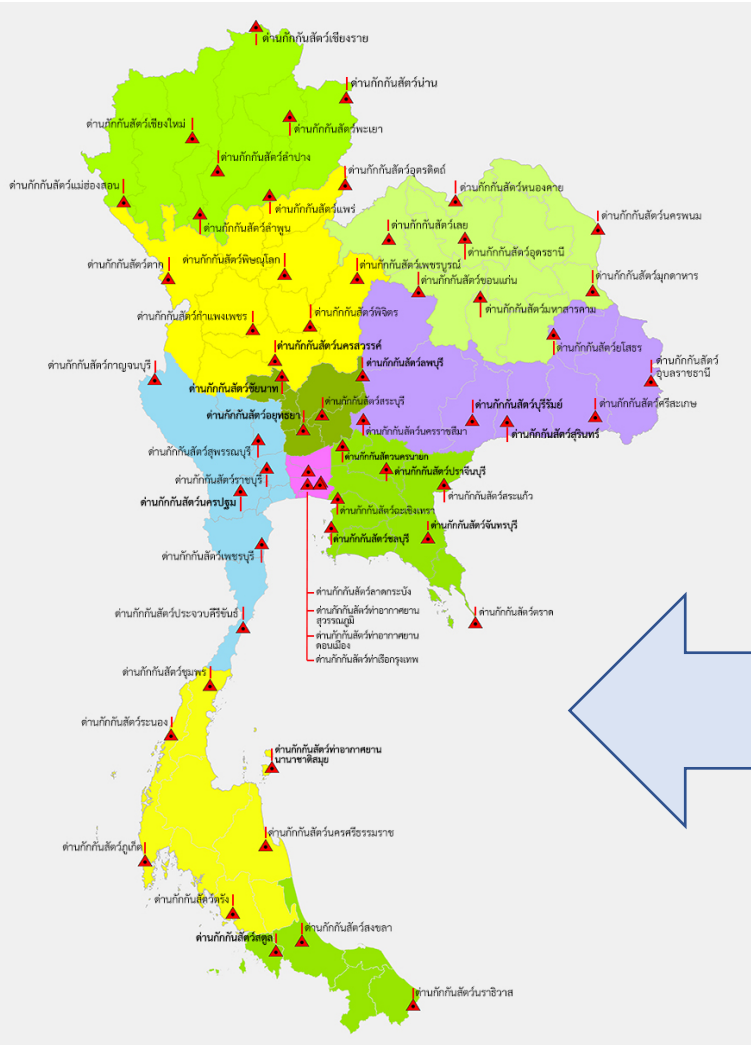 ด่านกักกันสัตว์เชียงราย
ด่านกักกันสัตว์น่าน
ด่านกักกันสัตว์เชียงใหม่
ด่านกักกันสัตว์พะเยา
ด่านกักกันสัตว์ลำปาง
ด่านกักกันสัตว์อุตรดิตถ์
ด่านกักกันสัตว์แม่ฮ่องสอน
ด่านกักกันสัตว์หนองคาย
ด่านกักกันสัตว์แพร่
ด่านกักกันสัตว์ลำพูน
ด่านกักกันสัตว์เลย
ด่านกักกันสัตว์นครพนม
ด่านกักกันสัตว์อุดรธานี
ด่านกักกันสัตว์ตาก
ด่านกักกันสัตว์พิษณุโลก
ด่านกักกันสัตว์เพชรบูรณ์
ด่านกักกันสัตว์ขอนแก่น
ด่านกักกันสัตว์มุกดาหาร
ด่านกักกันสัตว์มหาสารคาม
ด่านกักกันสัตว์กำแพงเพชร
ด่านกักกันสัตว์พิจิตร
ด่านกักกันสัตว์นครสวรรค์
ด่านกักกันสัตว์ยโสธร
ด่านกักกันสัตว์กาญจนบุรี
ด่านกักกันสัตว์ลพบุรี
ด่านกักกันสัตว์
อุบลราชธานี
ด่านกักกันสัตว์ชัยนาท
ด่านกักกันสัตว์สระบุรี
ด่านกักกันสัตว์อยุทธยา
ด่านกักกันสัตว์บุรีรัมย์
ด่านกักกันสัตว์ศรีสะเกษ
ด่านกักกันสัตว์นครราชสีมา
ด่านกักกันสัตว์สุรินทร์
ด่านกักกันสัตว์สุพรรณบุรี
ด่านกักกันสัตว์นครนายก
ด่านกักกันสัตว์ปราจีนบุรี
ด่านกักกันสัตว์ราชบุรี
ด่านกักกันสัตว์สระแก้ว
ด่านกักกันสัตว์นครปฐม
ด่านกักกันสัตว์ฉะเชิงเทรา
ด่านกักกันสัตว์จันทรบุรี
ด่านกักกันสัตว์ชลบุรี
ด่านกักกันสัตว์เพชรบุรี
ด่านกักกันสัตว์ลาดกระบัง
ด่านกักกันสัตว์ท่าอากาศยาน
สุวรรณภูมิ
ด่านกักกันสัตว์ท่าอากาศยาน
ดอนเมือง
ด่านกักกันสัตว์ท่าเรือกรุงเทพ
ด่านกักกันสัตว์ตราด
ด่านกักกันสัตว์ประจวบคีรีขันธ์
ด่านกักกันสัตว์ชุมพร
ด่านกักกันสัตว์ระนอง
ด่านกักกันสัตว์ท่าอากาศยาน
นานาชาติสมุย
ด่านกักกันสัตว์นครศรีธรรมราช
ด่านกักกันสัตว์ภูเก็ต
ด่านกักกันสัตว์ตรัง
ด่านกักกันสัตว์สงขลา
ด่านกักกันสัตว์สตูล
ด่านกักกันสัตว์นราธิวาส